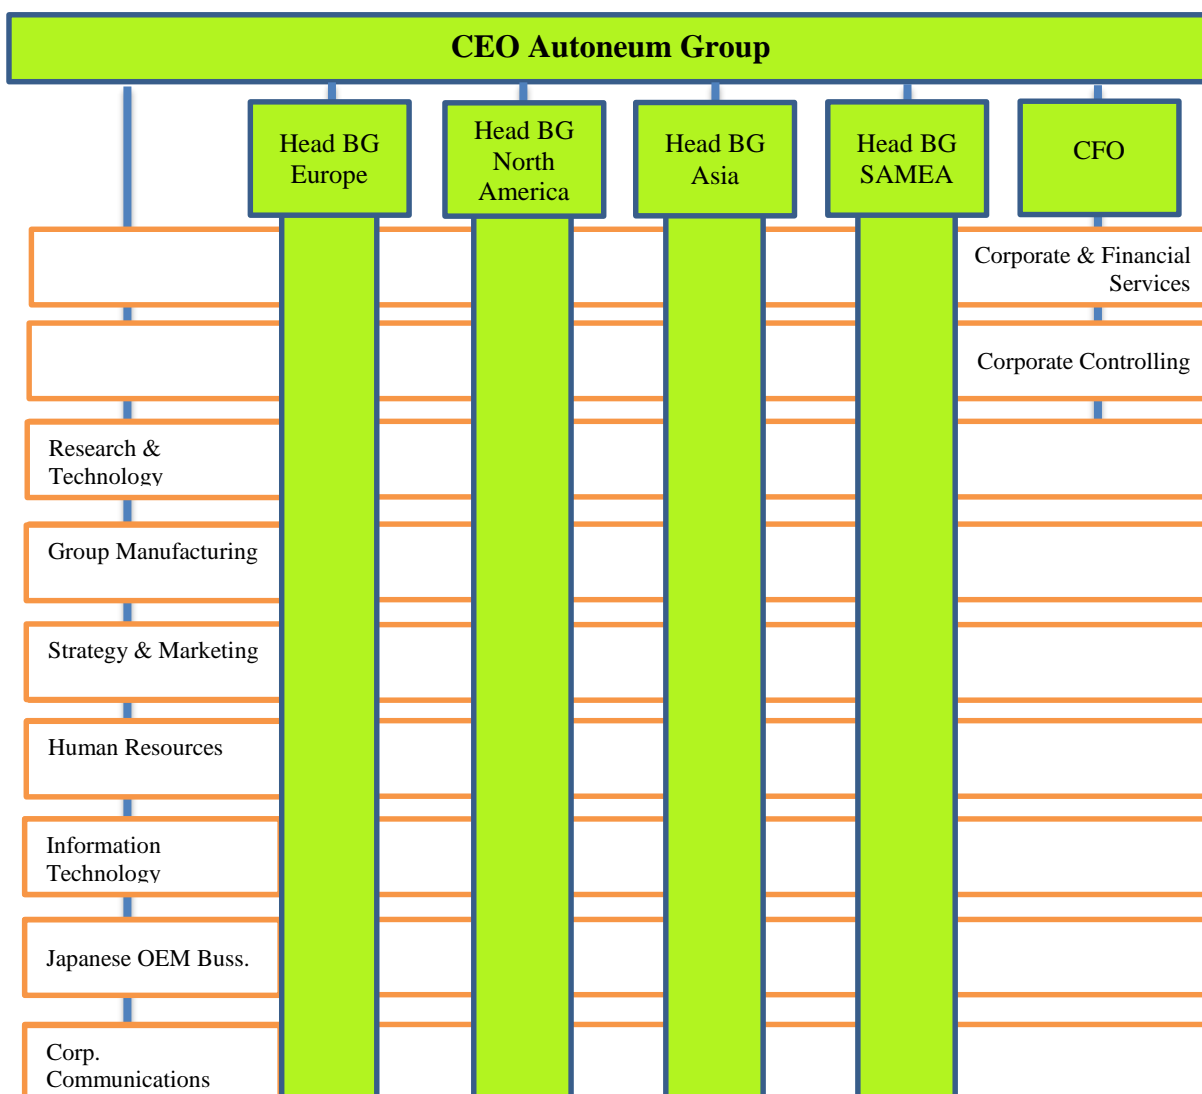 CEO Autoneum Group
Head BG
Europe
Head BG
North
America
Head BG
Asia
Head BG
SAMEA
CFO
Corporate & Financial
Services
Corporate Controlling
Research &
Technology
Group Manufacturing
Strategy & Marketing
Human Resources
Information
Technology
Japanese OEM Buss.
Corp.
Communications